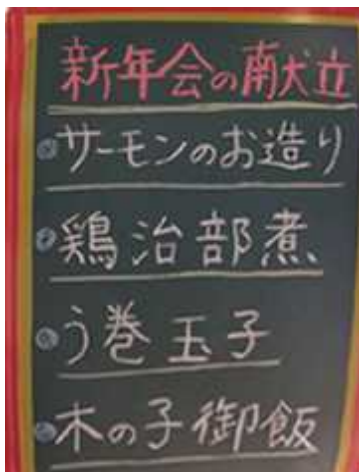 新年会の献立
サーモンのお造り
鶏治部煮
う巻玉子
木の子御飯